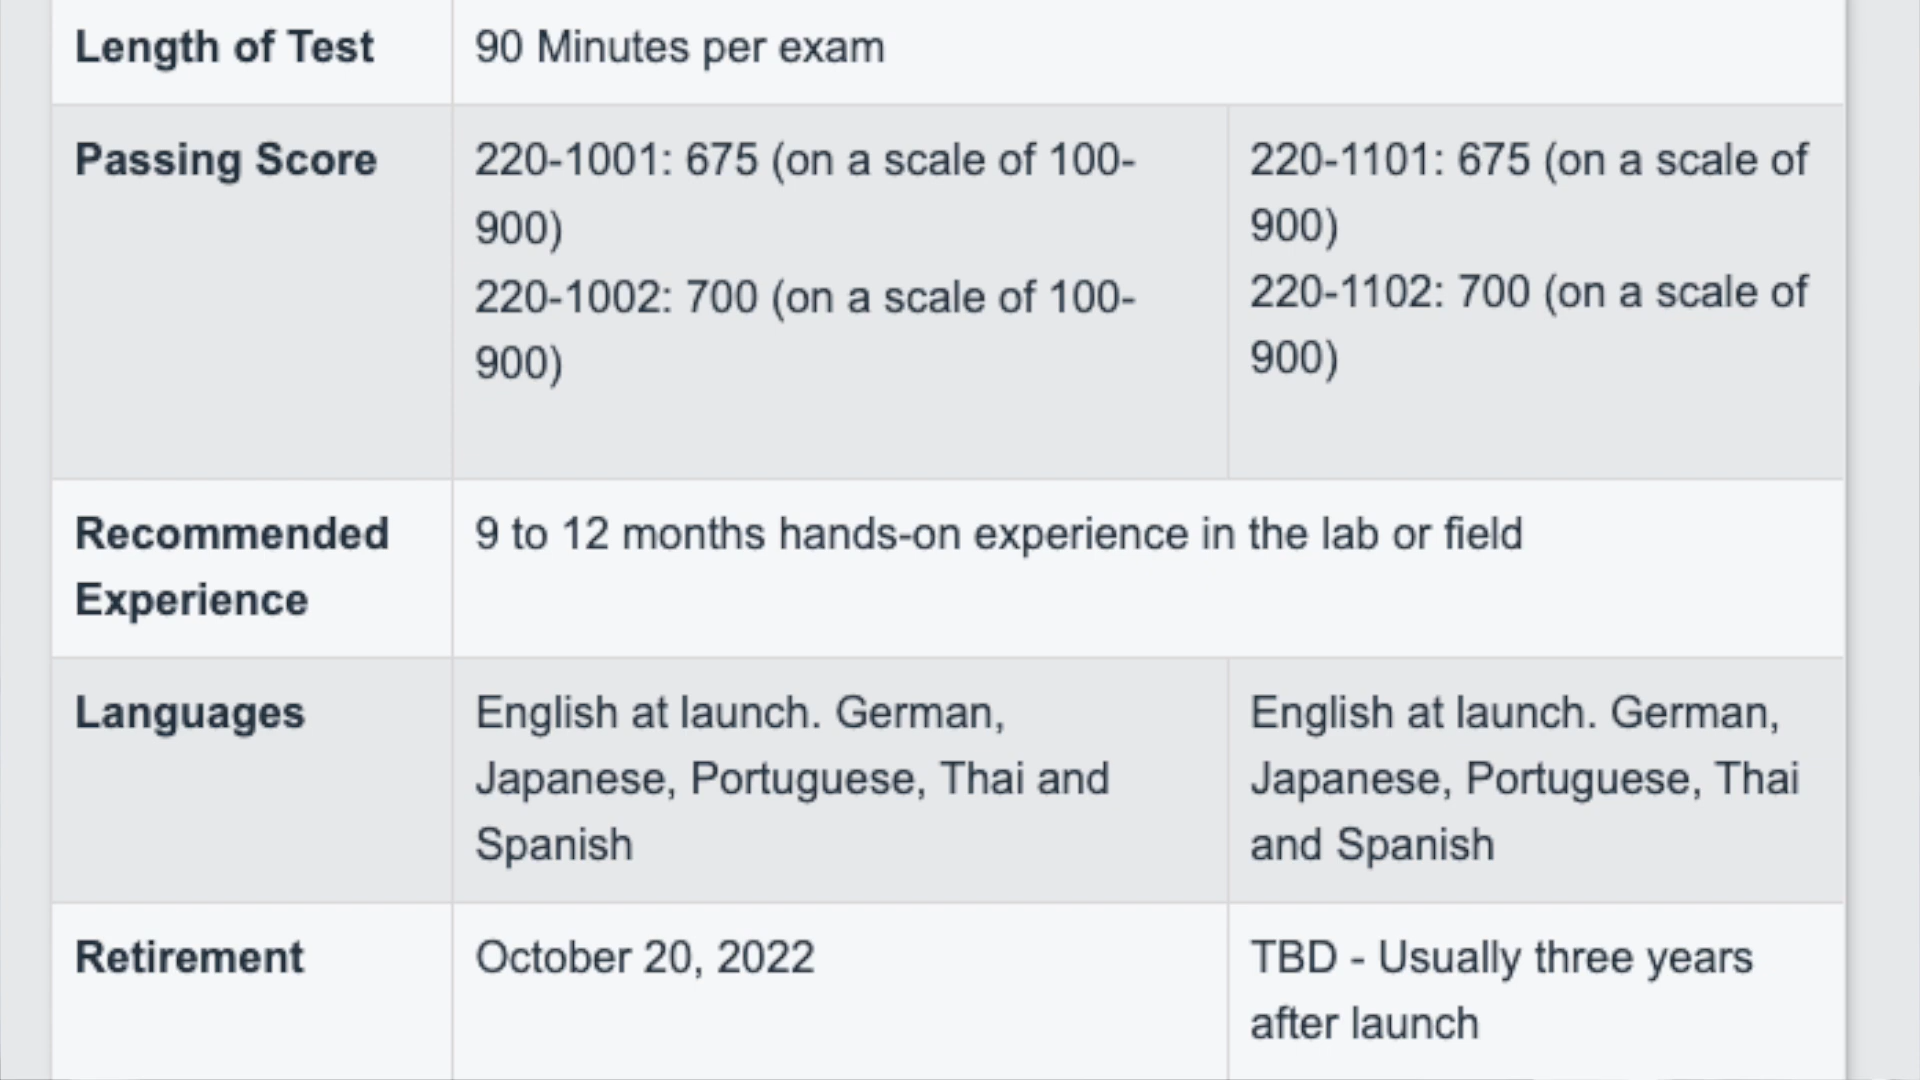 Length of Test
90 Minutes per exam
Passing Score
220-1001: 675 (on a scale of 100-
900)
220-1002: 700 (on a scale of 100-
900)
220-1101: 675 (on a scale of
900)
220-1102: 700 (on a scale of
900)
Recommended
Experience
9 to 12 months hands-on experience in the lab or field
Languages
English at launch. German,
Japanese, Portuguese, Thai and
Spanish
English at launch. German,
Japanese, Portuguese, Thai
and Spanish
Retirement
October 20, 2022
TBD - Usually three years
after launch